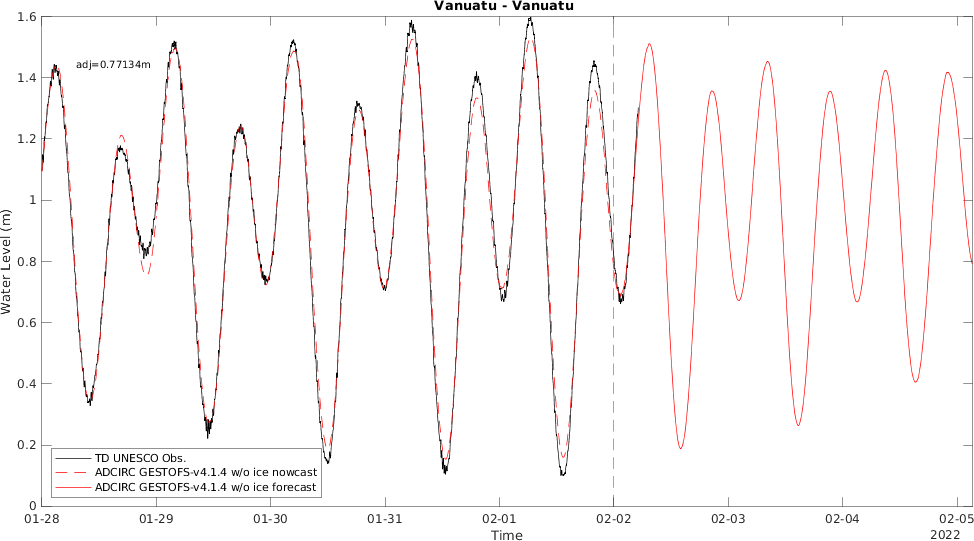 Vanuatu - Vanuatu
adj=0.77134m
1.6
1.4
1.2
1
0.8
0.6
0.4
0.2
0
Water Level (m)
TD UNESCO Obs.
ADCIRC GESTOFS-v4.1.4 w/o ice nowcast
ADCIRC GESTOFS-v4.1.4 w/o ice forecast
01-28 01-29 01-30 01-31 02-01 02-02 02-03 02-04 02-05
2022
Time